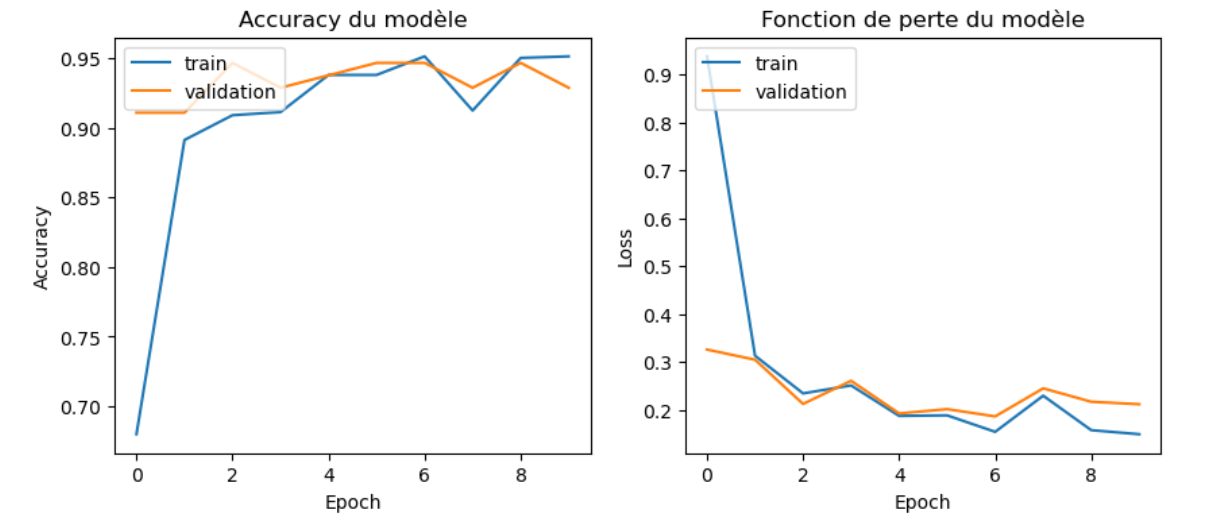 Accuracy du modèle
train
validation
0.95
0.90
0.85
0.80
0.75
0.70
Accuracy
0 2 4 6 8
Epoch
Fonction de perte du modèle
train
validation
0.9
0.8
0.7
0.6
0.5
0.4
0.3
0.2
Loss
0 2 4 6 8
Epoch